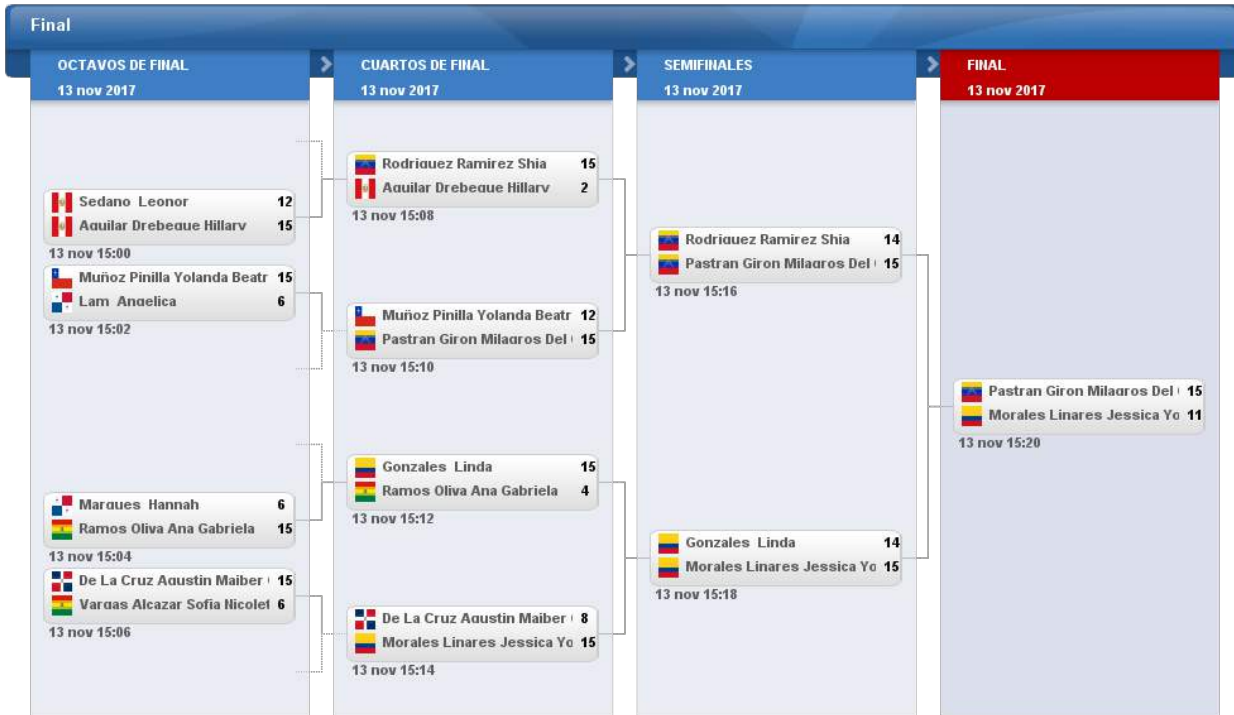 Final
OCTAVOS DE FINAL
13 nov 2017
Sedano Leonor 12
Aguilar Drebegue Hillary 15
13 nov 15:00
Muñoz Pinilla Yolanda Beatr 15
Lam Angelica 6
13 nov 15:02
Margues Hannah 6
Ramos Oliva Ana Gabriela 15
13 nov 15:04
De La Cruz Agustin Maiber 15
Vargas Alcazar Sofia Nicolet 6
13 nov 15:06
CUARTOS DE FINAL
13 nov 2017
Rodriguez Ramirez Shia 15
Aguilar Drebegue Hillary 2
13 nov 15:08
Muñoz Pinilla Yolanda Beatr 12
Pastran Giron Milagros Del 15
13 nov 15:10
Gonzales Linda 15
Ramos Oliva Ana Gabriela 4
13 nov 15:12
De La Cruz Agustin Maiber 8
Morales Linares Jessica Yo 15
13 nov 15:14
SEMIFINALES
13 nov 2017
Rodriguez Ramirez Shia 14
Pastran Giron Milagros Del 15
13 nov 15:16
Gonzales Linda 14
Morales Linares Jessica Yo 15
13 nov 15:18
FINAL
13 nov 2017
Pastran Giron Milagros Del 15
Morales Linares Jessica Yo 11
13 nov 15:20